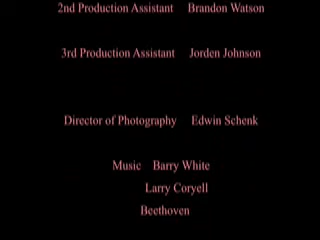 2nd Production Assistant Brandon Watson
3rd Production Assistant Jorden Johnson
Director of Photography Edwin Schenk
Music Barry White
Larry Coryell
Beethoven